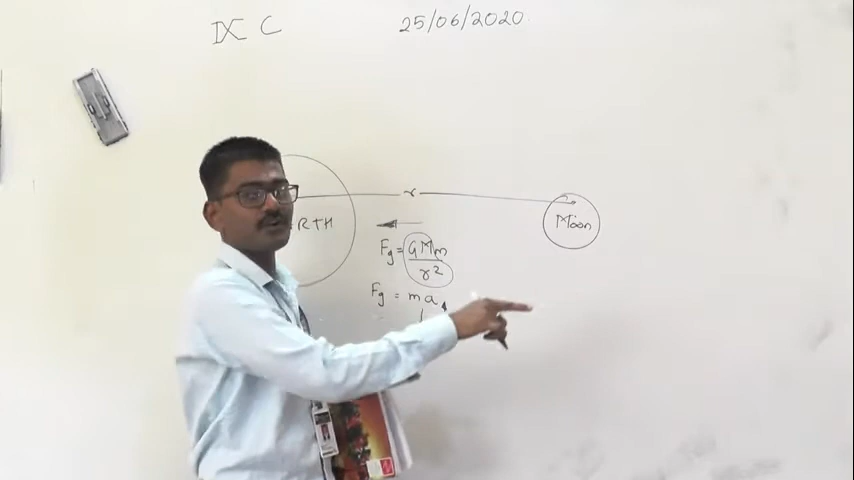 IX C
25/06/2020
r
RTH
Moon
Fg = GMm
r²
Fg = ma
=